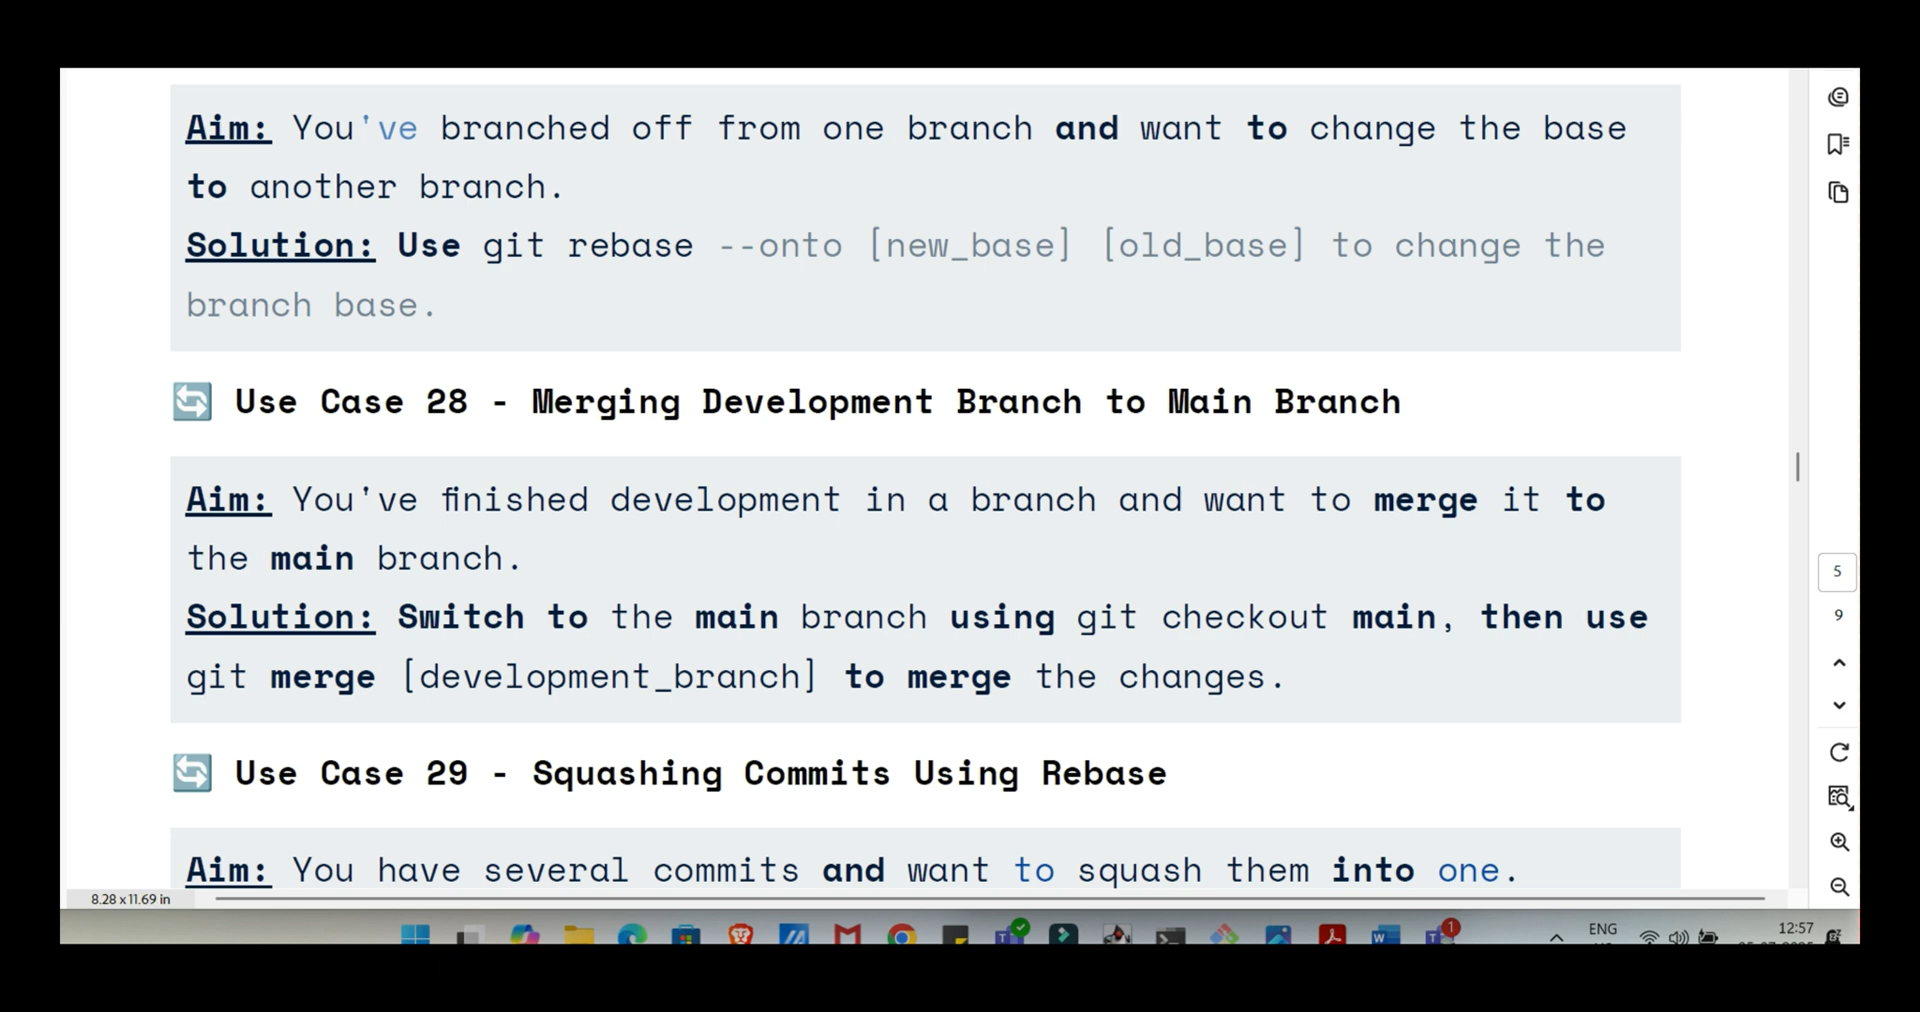 Aim: You've branched off from one branch and want to change the base
to another branch.
Solution: Use git rebase --onto [new_base] [old_base] to change the
branch base.
Use Case 28 - Merging Development Branch to Main Branch
Aim: You've finished development in a branch and want to merge it to
the main branch.
Solution: Switch to the main branch using git checkout main, then use
git merge [development_branch] to merge the changes.
Use Case 29 - Squashing Commits Using Rebase
Aim: You have several commits and want to squash them into one.
5
9
8.28 x 11.69 in
1
ENG
12:57